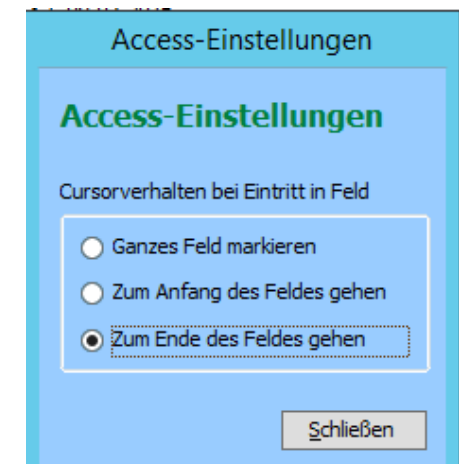 Access-Einstellungen
Access-Einstellungen
Cursorverhalten bei Eintritt in Feld
Ganzes Feld markieren
Zum Anfang des Feldes gehen
Zum Ende des Feldes gehen
Schließen